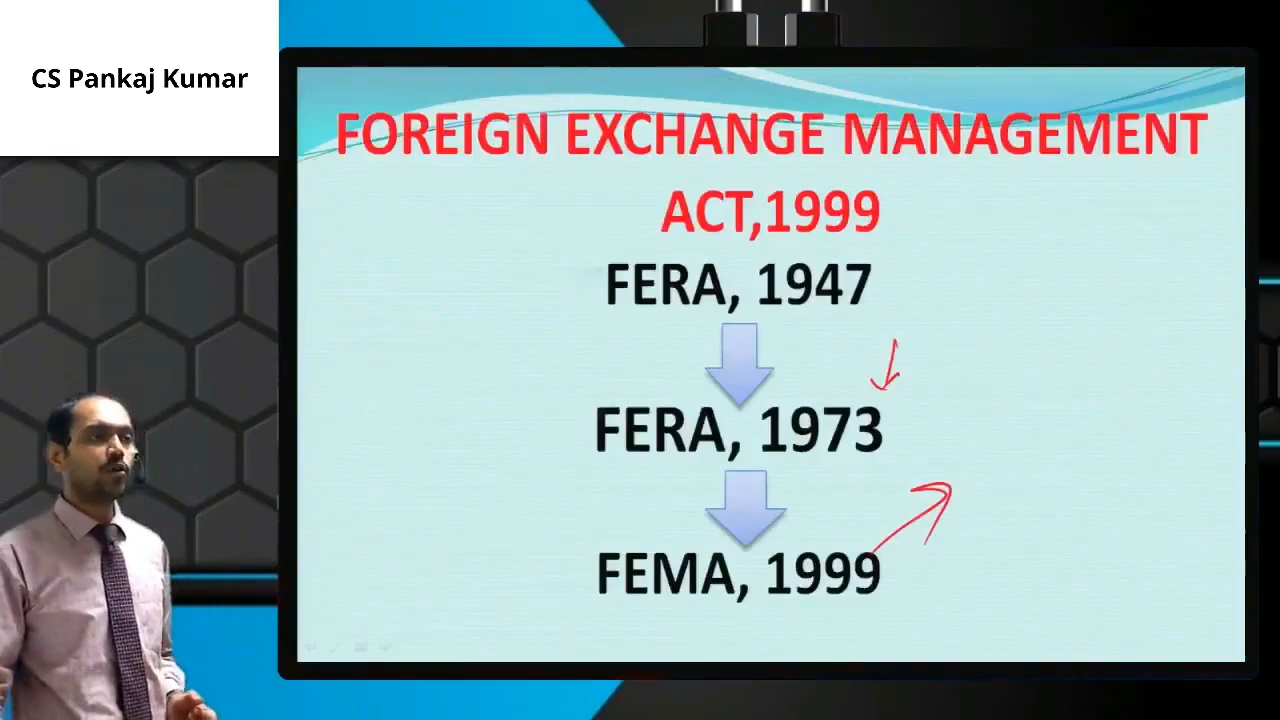 CS Pankaj Kumar
FOREIGN EXCHANGE MANAGEMENT
ACT,1999
FERA, 1947
FERA, 1973
FEMA, 1999